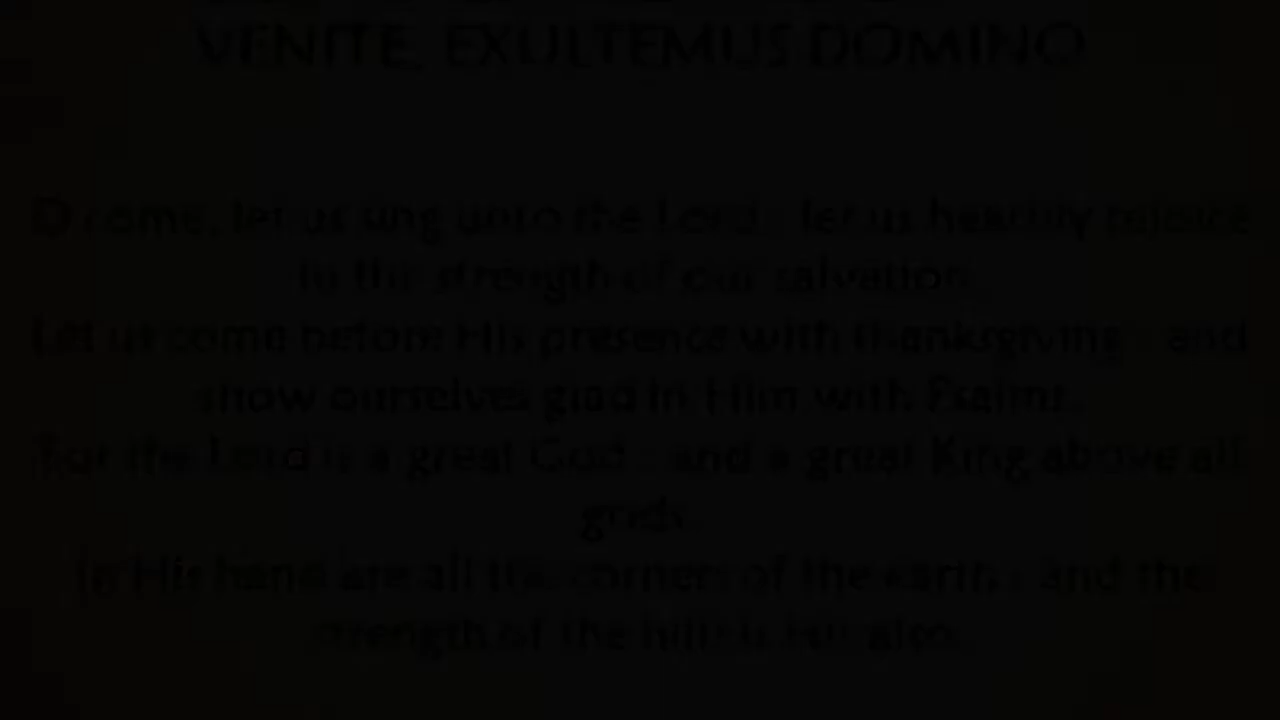 VENITE, EXULTEMUS DOMINO
O come, let us sing unto the Lord : let us heartily rejoice
in the strength of our salvation.
Let us come before His presence with thanksgiving : and
show ourselves glad in Him with Psalms.
For the Lord is a great God : and a great King above all
gods.
In His hand are all the corners of the earth : and the
strength of the hills is His also.